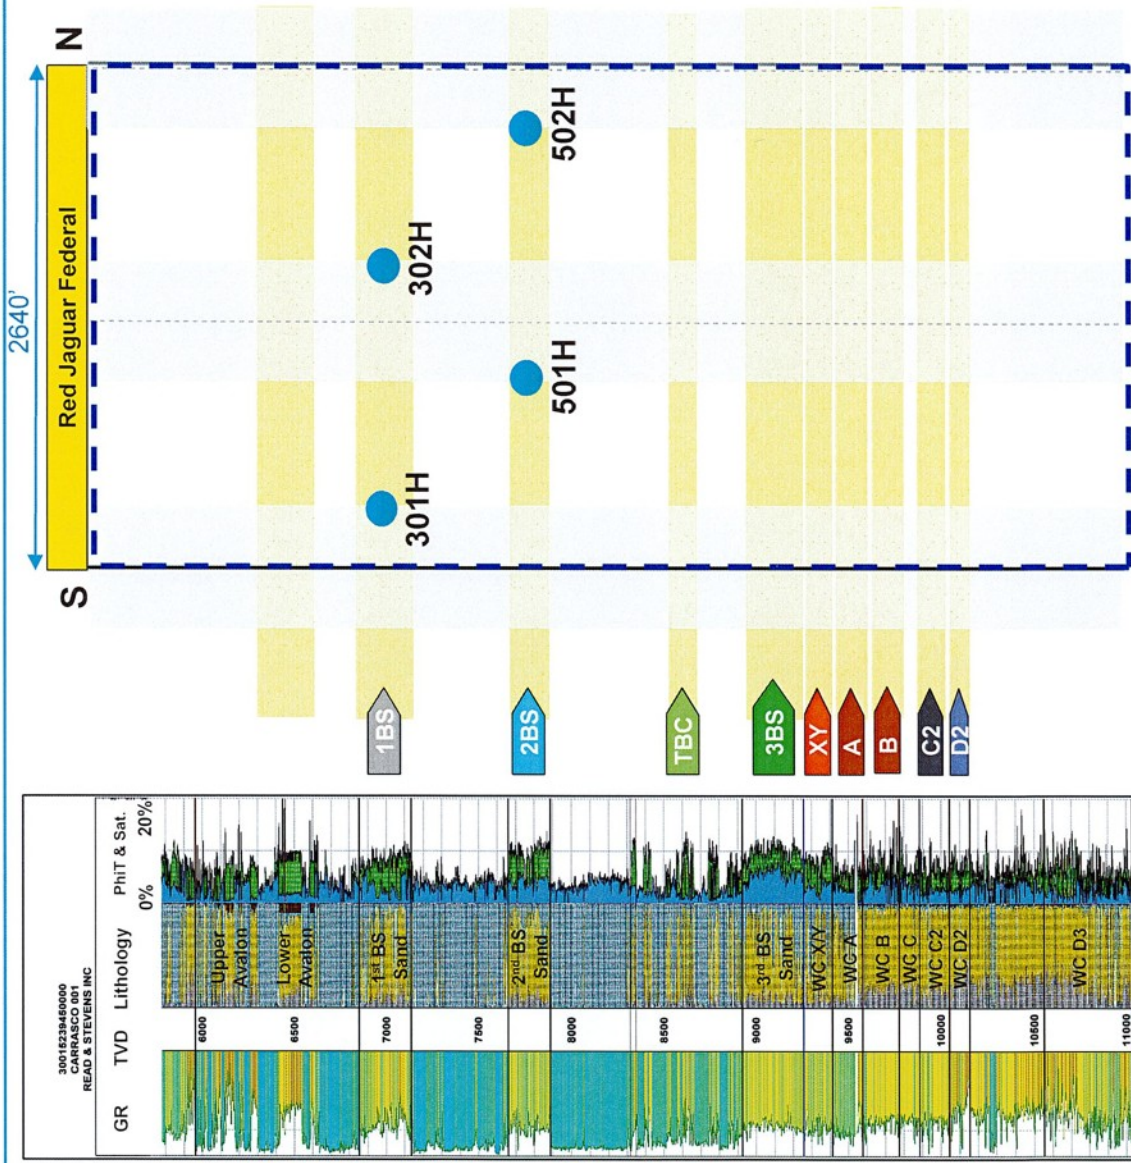 30015239450000
CARRASCO 001
READ & STEVENS INC
GR
TVD
Lithology
PhiT & Sat.
0%
20%
6000
6500
7000
7500
8000
8500
9000
9500
10000
10500
11000
Upper
Avalon
Lower
Avalon
1st BS
Sand
2nd BS
Sand
3rd BS
Sand
WC X/Y
WC A
WC B
WC C
WC C2
WC D2
WC D3
1BS
2BS
TBC
3BS
XY
A
B
C2
D2
2640'
S
Red Jaguar Federal
N
301H
302H
501H
502H